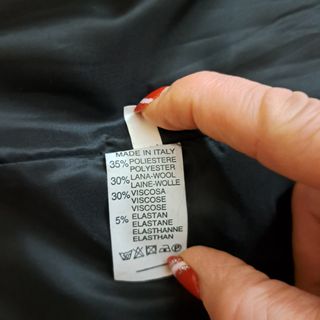 MADE IN ITALY
35% POLIESTERE
POLYESTER
30% LANA-WOOL
LAINE-WOLLE
30% VISCOSA
VISCOSE
VISCOSE
5% ELASTAN
ELASTANE
ELASTHANNE
ELASTHAN